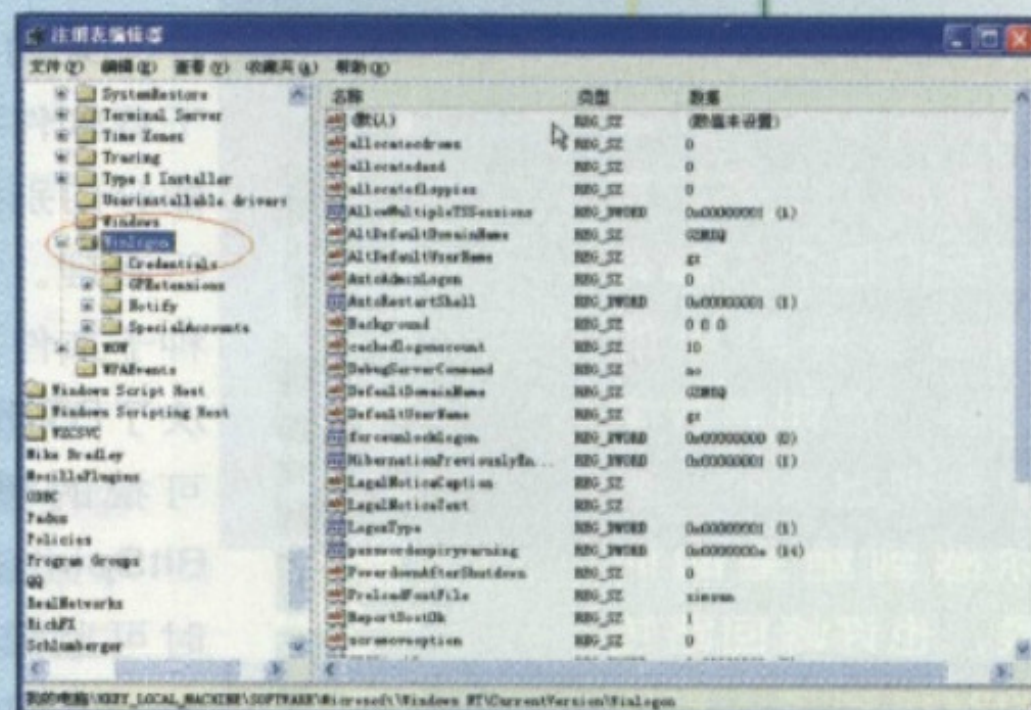 注册表编辑器
文件(F) 编辑(E) 查看(V) 收藏夹(A) 帮助(H)
SystemRestore
Terminal Server
Time Zones
Tracing
Type 1 Installer
Userinstallable drivers
Windows
Winlogon
Credentials
GPExtensions
Notify
SpecialAccounts
WOW
WPAEvents
Windows Script Host
Windows Scripting Host
WZCSVC
Mike Bradley
MozillaPlugins
ODBC
Padus
Policies
Program Groups
QQ
RealNetworks
RichFX
Schlumberger
名称 类型 数据
(默认) REG_SZ (数值未设置)
allocatecdroms REG_SZ 0
allocatedasd REG_SZ 0
allocatefloppies REG_SZ 0
AllowMultipleTSSessions REG_DWORD 0x00000001 (1)
AltDefaultDomainName REG_SZ
AltDefaultUserName REG_SZ gz
AutoAdminLogon REG_SZ 0
AutoRestartShell REG_DWORD 0x00000001 (1)
Background REG_SZ 0 0 0
cachedlogonscount REG_SZ 10
DebugServerCommand REG_SZ no
DefaultDomainName REG_SZ
DefaultUserName REG_SZ gz
forceunlocklogon REG_DWORD 0x00000000 (0)
HibernationPreviouslyEn... REG_DWORD 0x00000001 (1)
LegalNoticeCaption REG_SZ
LegalNoticeText REG_SZ
LogonType REG_DWORD 0x00000001 (1)
passwordexpirywarning REG_DWORD 0x0000000e (14)
PowerdownAfterShutdown REG_SZ 0
PreloadFontFile REG_SZ simsun
ReportBootOk REG_SZ 1
scremoveoption REG_SZ 0
我的电脑\HKEY_LOCAL_MACHINE\SOFTWARE\Microsoft\Windows NT\CurrentVersion\Winlogon